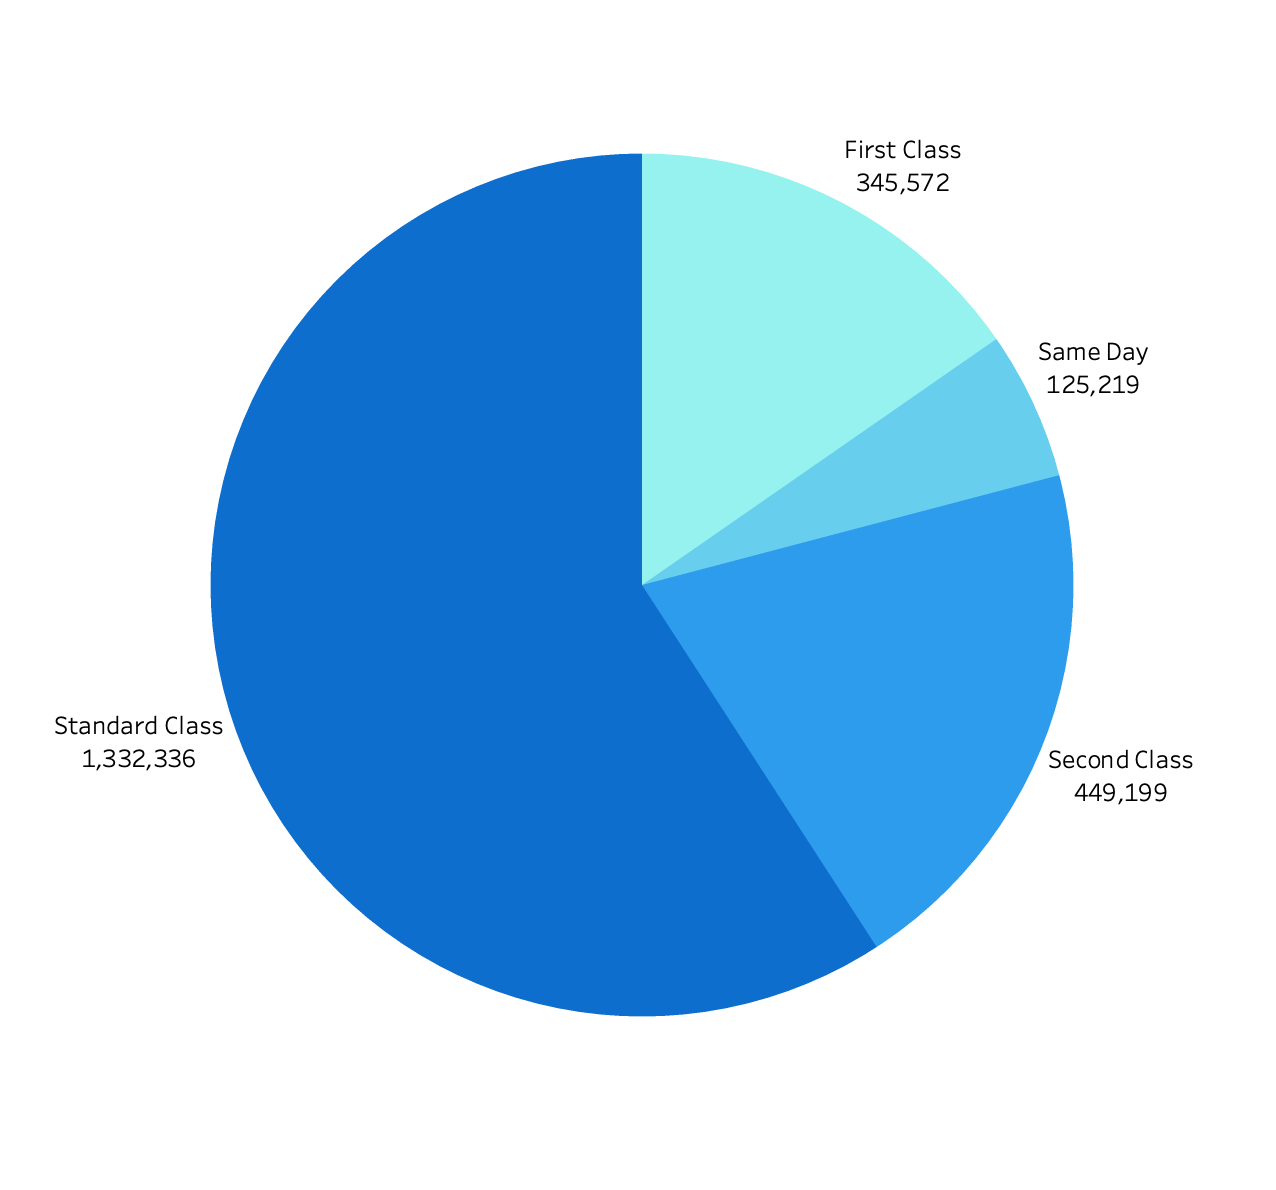 First Class
345,572
Same Day
125,219
Standard Class
1,332,336
Second Class
449,199